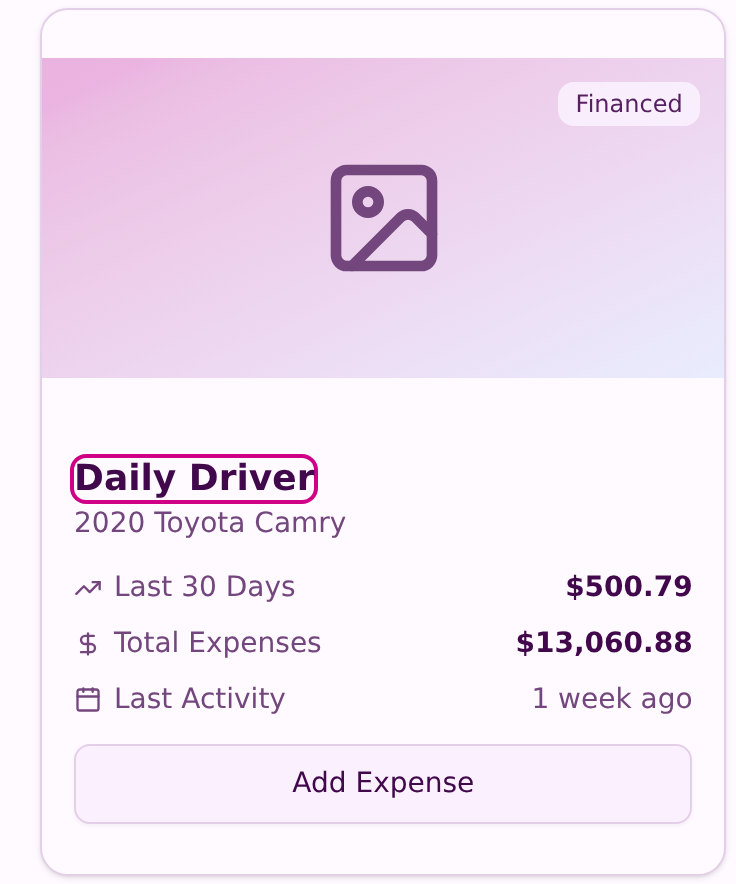 Financed
Daily Driver
2020 Toyota Camry
Last 30 Days $500.79
Total Expenses $13,060.88
Last Activity 1 week ago
Add Expense